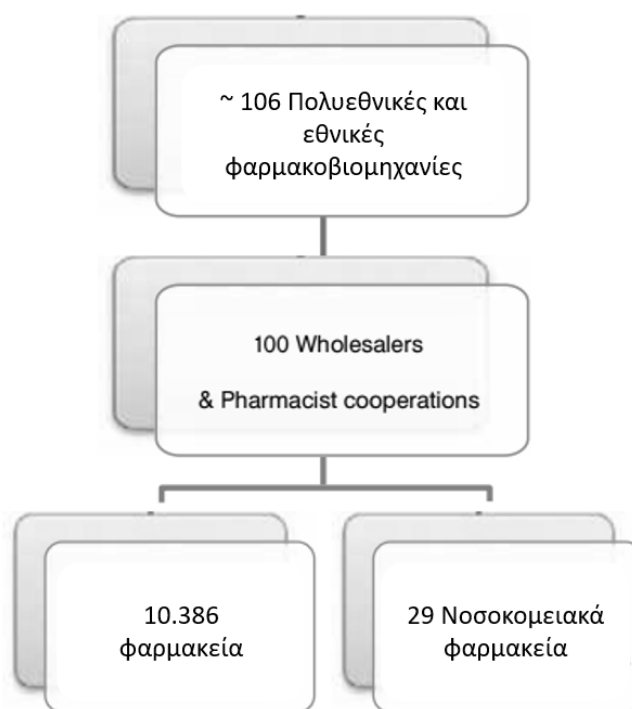 ~ 106 Πολυεθνικές και
εθνικές
φαρμακοβιομηχανίες
100 Wholesalers
& Pharmacist cooperations
10.386
φαρμακεία
29 Νοσοκομειακά
φαρμακεία